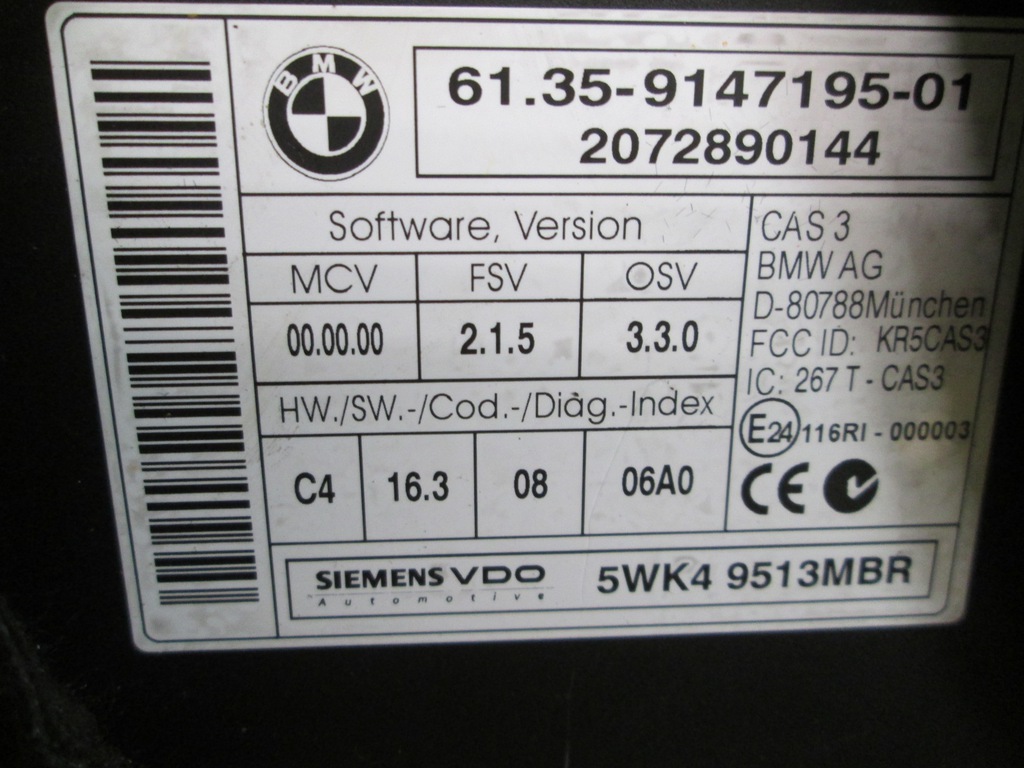 BMW
61.35-9147195-01
2072890144
Software, Version
MCV FSV OSV
00.00.00 2.1.5 3.3.0
HW./SW.-/Cod.-/Diag.-Index
C4 16.3 08 06A0
CAS 3
BMW AG
D-80788München
FCC ID: KR5CAS3
IC: 267 T - CAS3
E24 116RI - 000003
CE
SIEMENS VDO
Automotive
5WK4 9513MBR